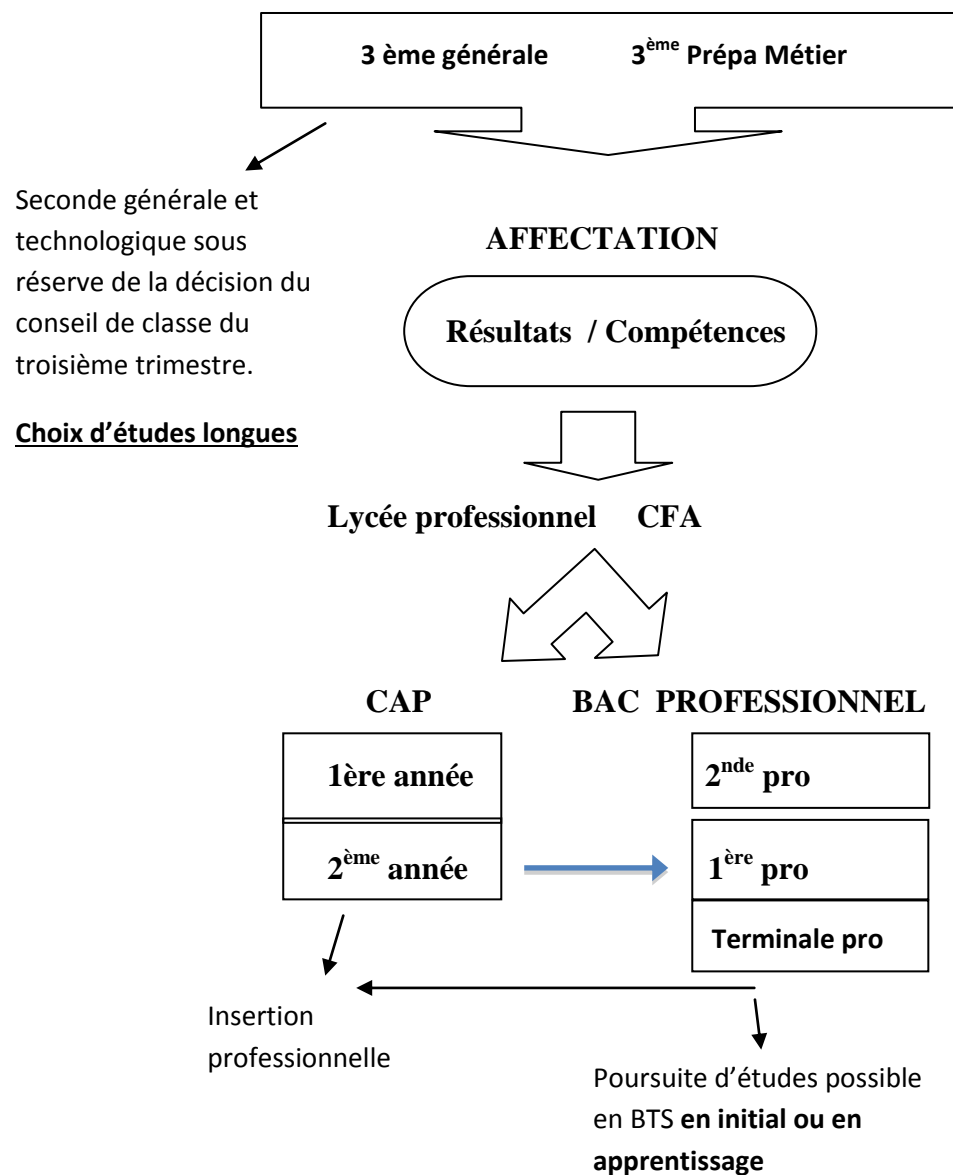 3 ème générale 3ème Prépa Métier
Seconde générale et
technologique sous
réserve de la décision du
conseil de classe du
troisième trimestre.
Choix d’études longues
AFFECTATION
Résultats / Compétences
Lycée professionnel CFA
CAP BAC PROFESSIONNEL
1ère année 2nde pro
2ème année 1ère pro
Terminale pro
Insertion
professionnelle
Poursuite d’études possible
en BTS en initial ou en
apprentissage